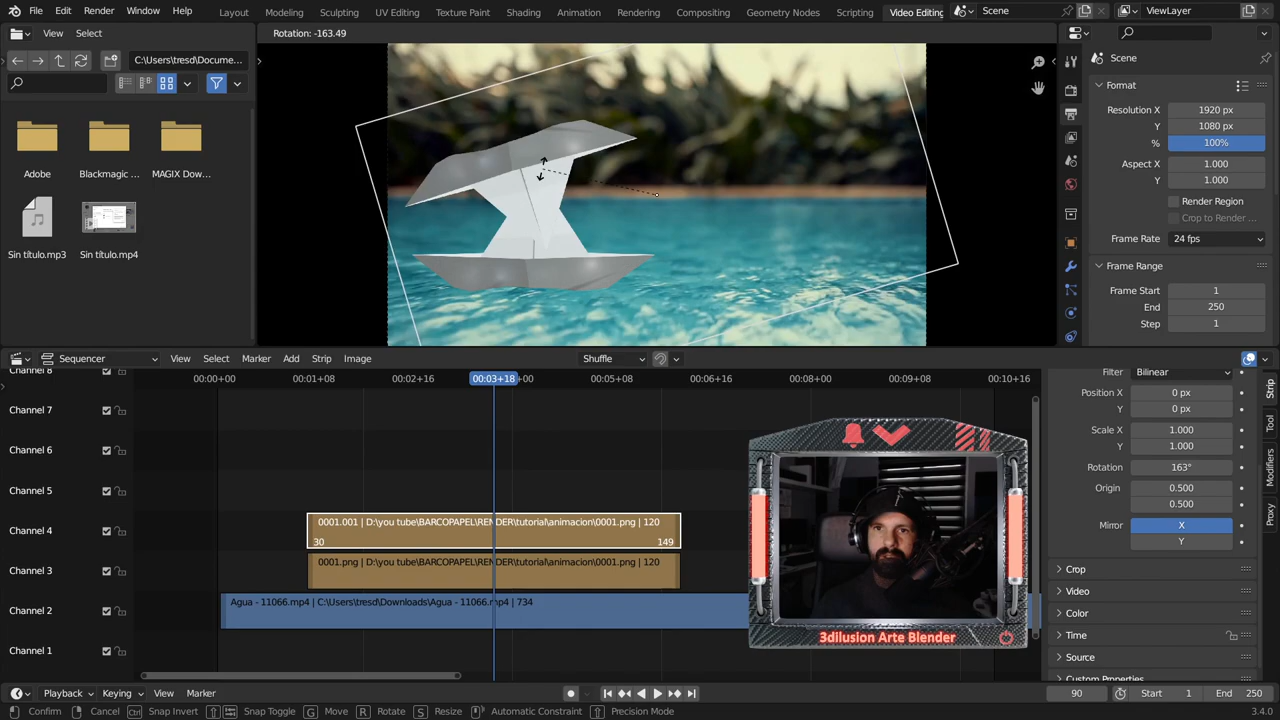 File Edit Render Window Help
Layout Modeling Sculpting UV Editing Texture Paint Shading Animation Rendering Compositing Geometry Nodes Scripting Video Editing
Scene
ViewLayer
View Select
Rotation: -163.49
C:\Users\tresd\Docume...
Adobe
Blackmagic ...
MAGIX Dow...
Sin título.mp3
Sin título.mp4
Scene
Format
Resolution X 1920 px
Y 1080 px
% 100%
Aspect X 1.000
Y 1.000
Render Region
Crop to Render ...
Frame Rate 24 fps
Frame Range
Frame Start 1
End 250
Step 1
Sequencer View Select Marker Add Strip Image Shuffle
00:00+00 00:01+08 00:02+16 00:03+18 +00 00:05+08 00:06+16 00:08+00 00:09+08 00:10+16
Channel 8
Channel 7
Channel 6
Channel 5
Channel 4
Channel 3
Channel 2
Channel 1
0001.001 | D:\you tube\BARCOPAPEL\RENDER\tutorial\animacion\0001.png | 120
30 149
0001.png | D:\you tube\BARCOPAPEL\RENDER\tutorial\animacion\0001.png | 120
Agua - 11066.mp4 | C:\Users\tresd\Downloads\Agua - 11066.mp4 | 734
3dilusion Arte Blender
Filter Bilinear
Position X 0 px
Y 0 px
Scale X 1.000
Y 1.000
Rotation 163°
Origin 0.500
0.500
Mirror X
Y
Crop
Video
Color
Time
Source
Custom Properties
Strip
Tool
Modifiers
Proxy
Playback Keying View Marker
90 Start 1 End 250
Confirm Cancel Ctrl Snap Invert Snap Toggle G Move R Rotate S Resize Automatic Constraint Precision Mode
3.4.0